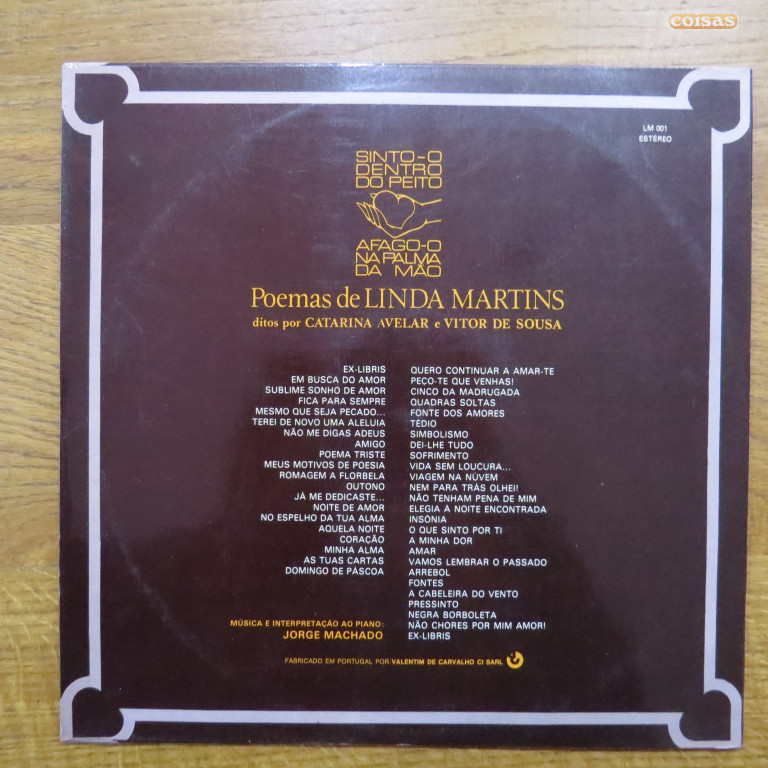 coisas
LM 001
ESTÉREO
SINTO-O
DENTRO
DO PEITO
AFAGO-O
NA PALMA
DA MÃO
Poemas de LINDA MARTINS
ditos por CATARINA AVELAR e VITOR DE SOUSA
EX-LIBRIS
EM BUSCA DO AMOR
SUBLIME SONHO DE AMOR
FICA PARA SEMPRE
MESMO QUE SEJA PECADO...
TEREI DE NOVO UMA ALELUIA
NÃO ME DIGAS ADEUS
AMIGO
POEMA TRISTE
MEUS MOTIVOS DE POESIA
ROMAGEM A FLORBELA
OUTONO
JÁ ME DEDICASTE...
NOITE DE AMOR
NO ESPELHO DA TUA ALMA
AQUELA NOITE
CORAÇÃO
MINHA ALMA
AS TUAS CARTAS
DOMINGO DE PÁSCOA
QUERO CONTINUAR A AMAR-TE
PEÇO-TE QUE VENHAS!
CINCO DA MADRUGADA
QUADRAS SOLTAS
FONTE DOS AMORES
TÉDIO
SIMBOLISMO
DEI-LHE TUDO
SOFRIMENTO
VIDA SEM LOUCURA...
VIAGEM NA NÚVEM
NEM PARA TRÁS OLHEI!
NÃO TENHAM PENA DE MIM
ELEGIA À NOITE ENCONTRADA
INSÓNIA
O QUE SINTO POR TI
A MINHA DOR
AMAR
VAMOS LEMBRAR O PASSADO
ARREBOL
FONTES
A CABELEIRA DO VENTO
PRESSINTO
NEGRA BORBOLETA
NÃO CHORES POR MIM AMOR!
EX-LIBRIS
MÚSICA E INTERPRETAÇÃO AO PIANO:
JORGE MACHADO
FABRICADO EM PORTUGAL POR VALENTIM DE CARVALHO CI SARL